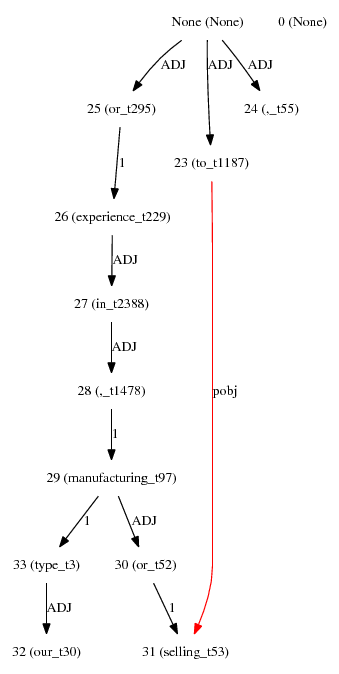 None (None) 0 (None)
ADJ ADJ ADJ
25 (or_t295) 24 (,_t55)
1 23 (to_t1187)
26 (experience_t229)
ADJ
27 (in_t2388)
ADJ
28 (,_t1478) pobj
1
29 (manufacturing_t97)
1 ADJ
33 (type_t3) 30 (or_t52)
ADJ 1
32 (our_t30) 31 (selling_t53)